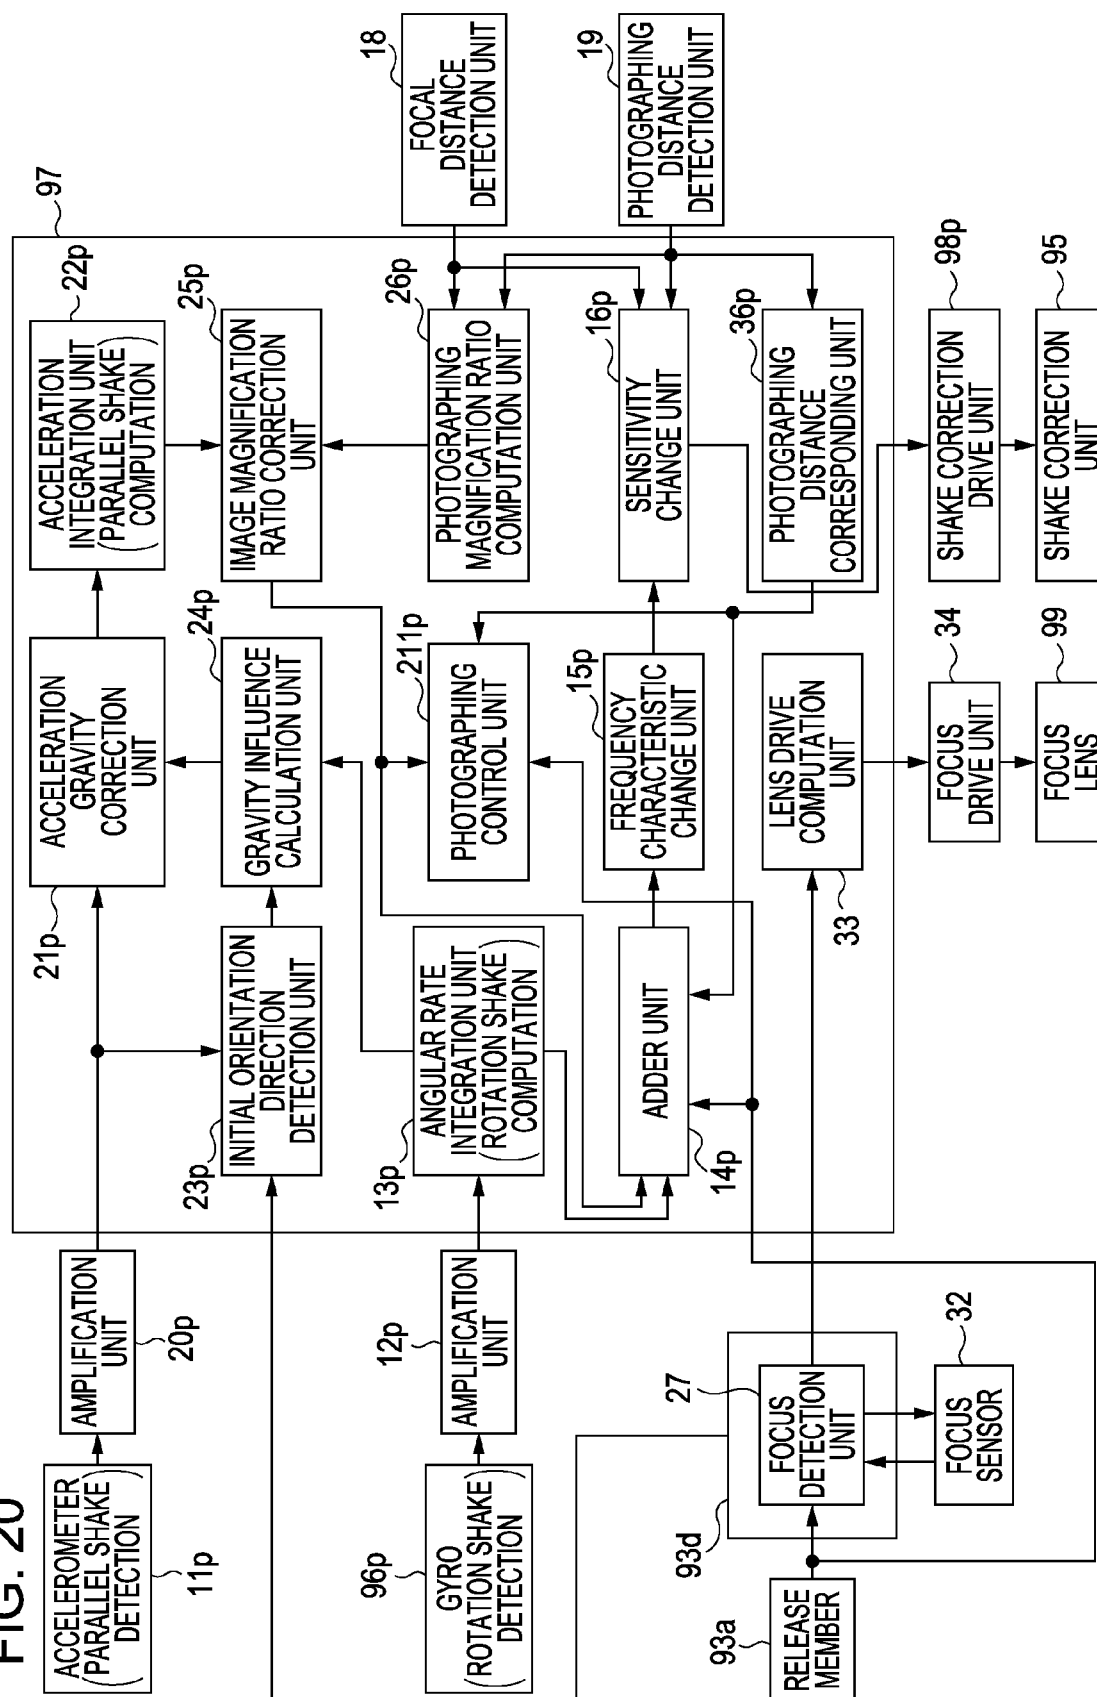 FIG. 20
ACCELEROMETER
(PARALLEL SHAKE
DETECTION)
11p
AMPLIFICATION
UNIT
20p
21p
ACCELERATION
GRAVITY
CORRECTION
UNIT
ACCELERATION
INTEGRATION UNIT
(PARALLEL SHAKE
COMPUTATION)
22p
97
23p
INITIAL ORIENTATION
DIRECTION
DETECTION UNIT
GRAVITY INFLUENCE
CALCULATION UNIT
24p
IMAGE MAGNIFICATION
RATIO CORRECTION
UNIT
25p
96p
GYRO
(ROTATION SHAKE
DETECTION)
12p
AMPLIFICATION
UNIT
13p
ANGULAR RATE
INTEGRATION UNIT
(ROTATION SHAKE
COMPUTATION)
211p
PHOTOGRAPHING
CONTROL UNIT
26p
PHOTOGRAPHING
MAGNIFICATION RATIO
COMPUTATION UNIT
18
FOCAL
DISTANCE
DETECTION UNIT
ADDER UNIT
14p
15p
FREQUENCY
CHARACTERISTIC
CHANGE UNIT
16p
SENSITIVITY
CHANGE UNIT
19
PHOTOGRAPHING
DISTANCE
DETECTION UNIT
93a
RELEASE
MEMBER
93d
27
FOCUS
DETECTION
UNIT
32
FOCUS
SENSOR
LENS DRIVE
COMPUTATION
UNIT
33
36p
PHOTOGRAPHING
DISTANCE
CORRESPONDING UNIT
34
FOCUS
DRIVE UNIT
98p
SHAKE CORRECTION
DRIVE UNIT
99
FOCUS
LENS
95
SHAKE CORRECTION
UNIT